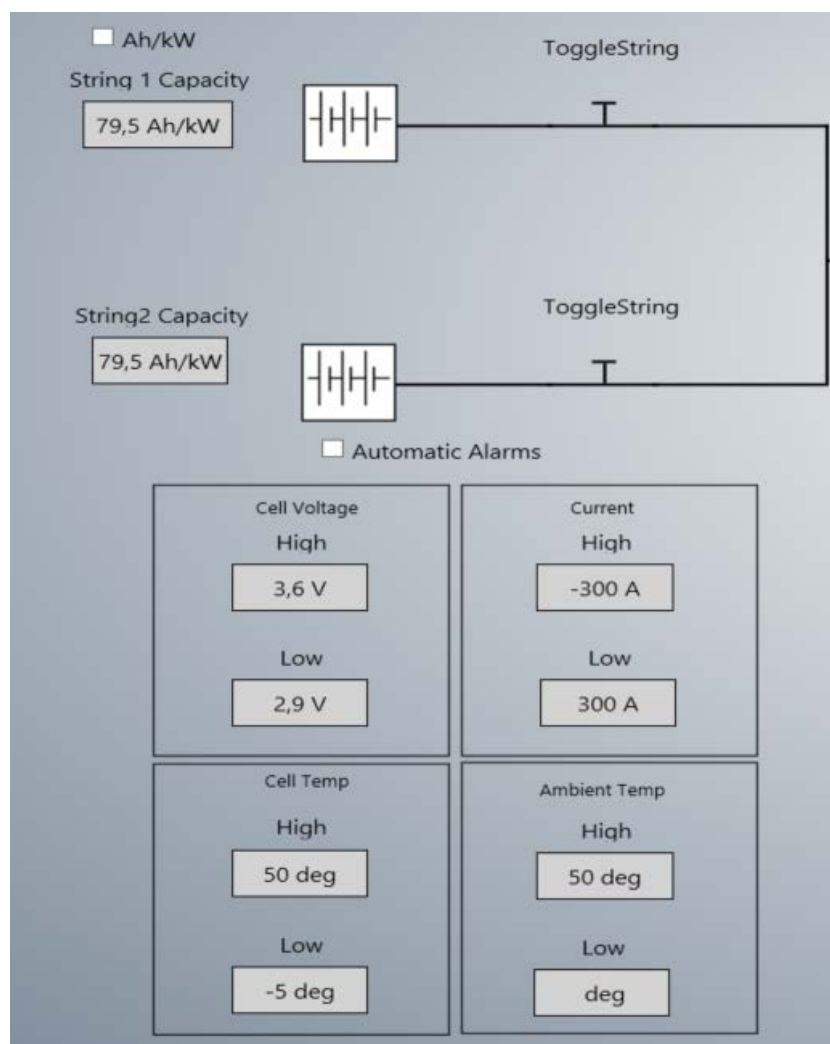 Ah/kW
String 1 Capacity
79,5 Ah/kW
ToggleString
String2 Capacity
79,5 Ah/kW
ToggleString
Automatic Alarms
Cell Voltage
High
3,6 V
Low
2,9 V
Current
High
-300 A
Low
300 A
Cell Temp
High
50 deg
Low
-5 deg
Ambient Temp
High
50 deg
Low
deg